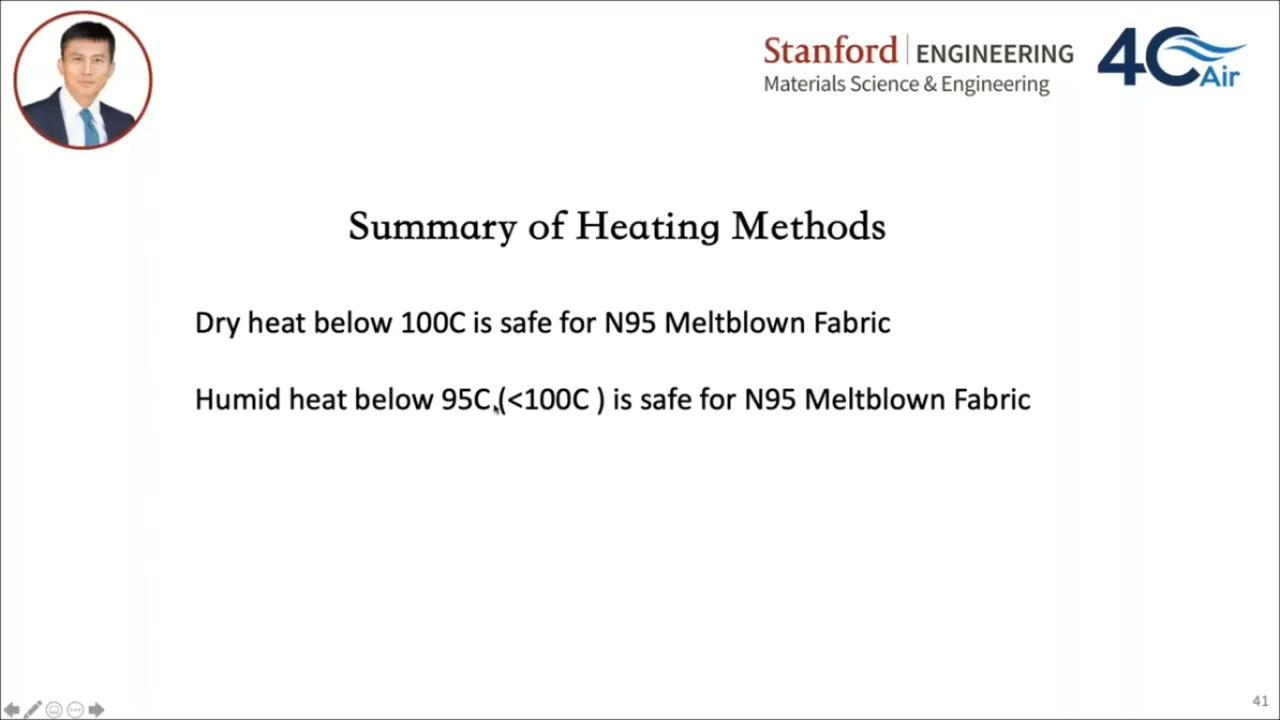 Stanford ENGINEERING
Materials Science & Engineering
4C Air
Summary of Heating Methods
Dry heat below 100C is safe for N95 Meltblown Fabric
Humid heat below 95C (<100C ) is safe for N95 Meltblown Fabric
41